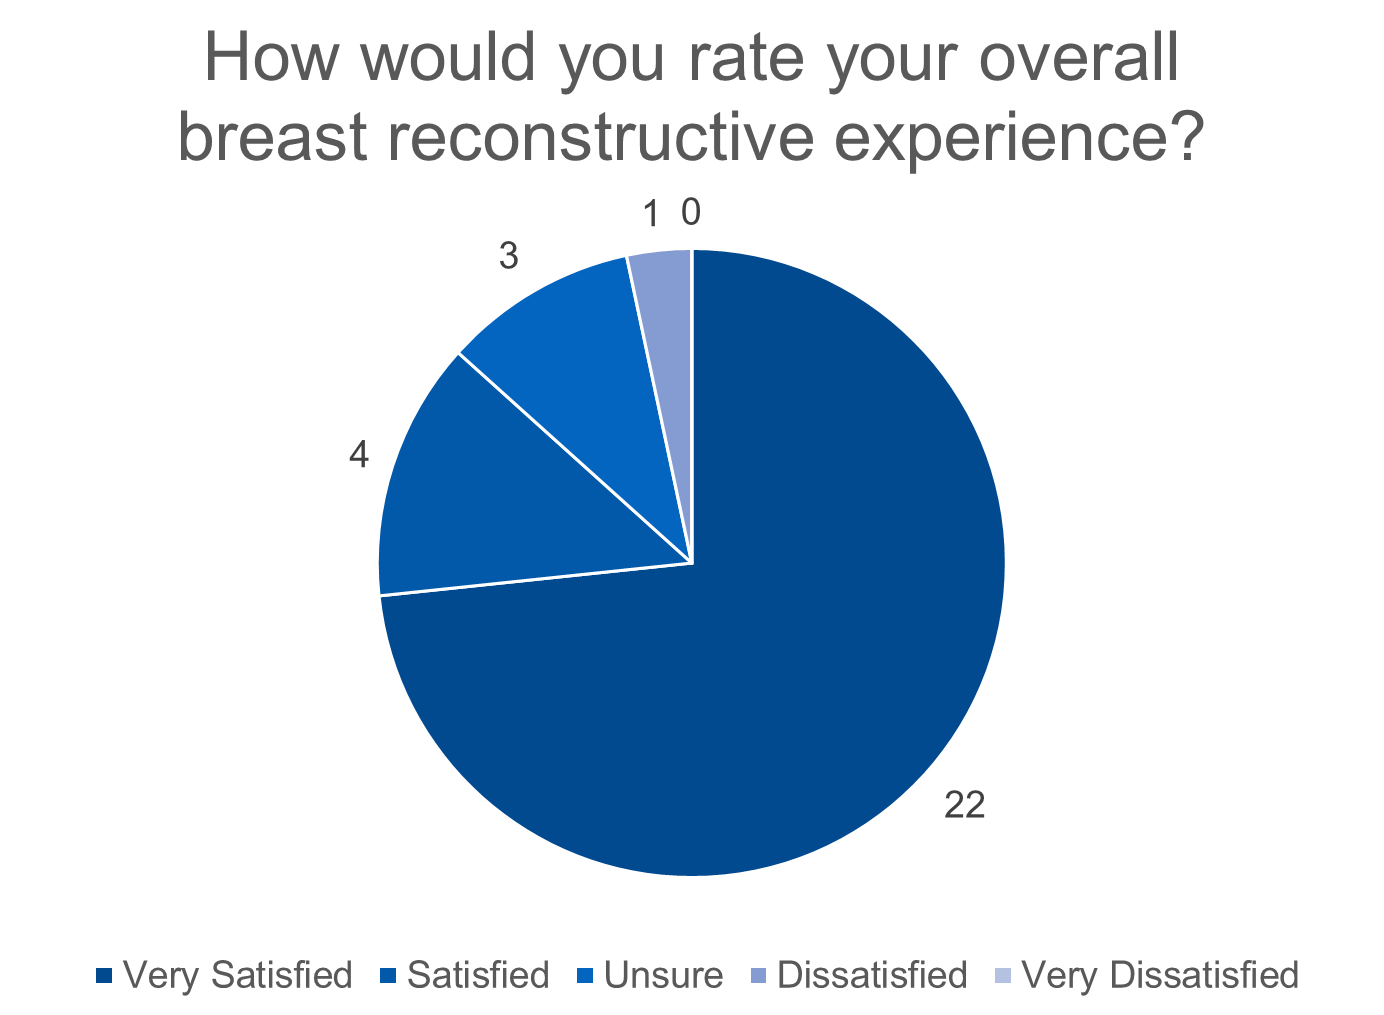 How would you rate your overall
breast reconstructive experience?
1 0
3
4
22
Very Satisfied Satisfied Unsure Dissatisfied Very Dissatisfied